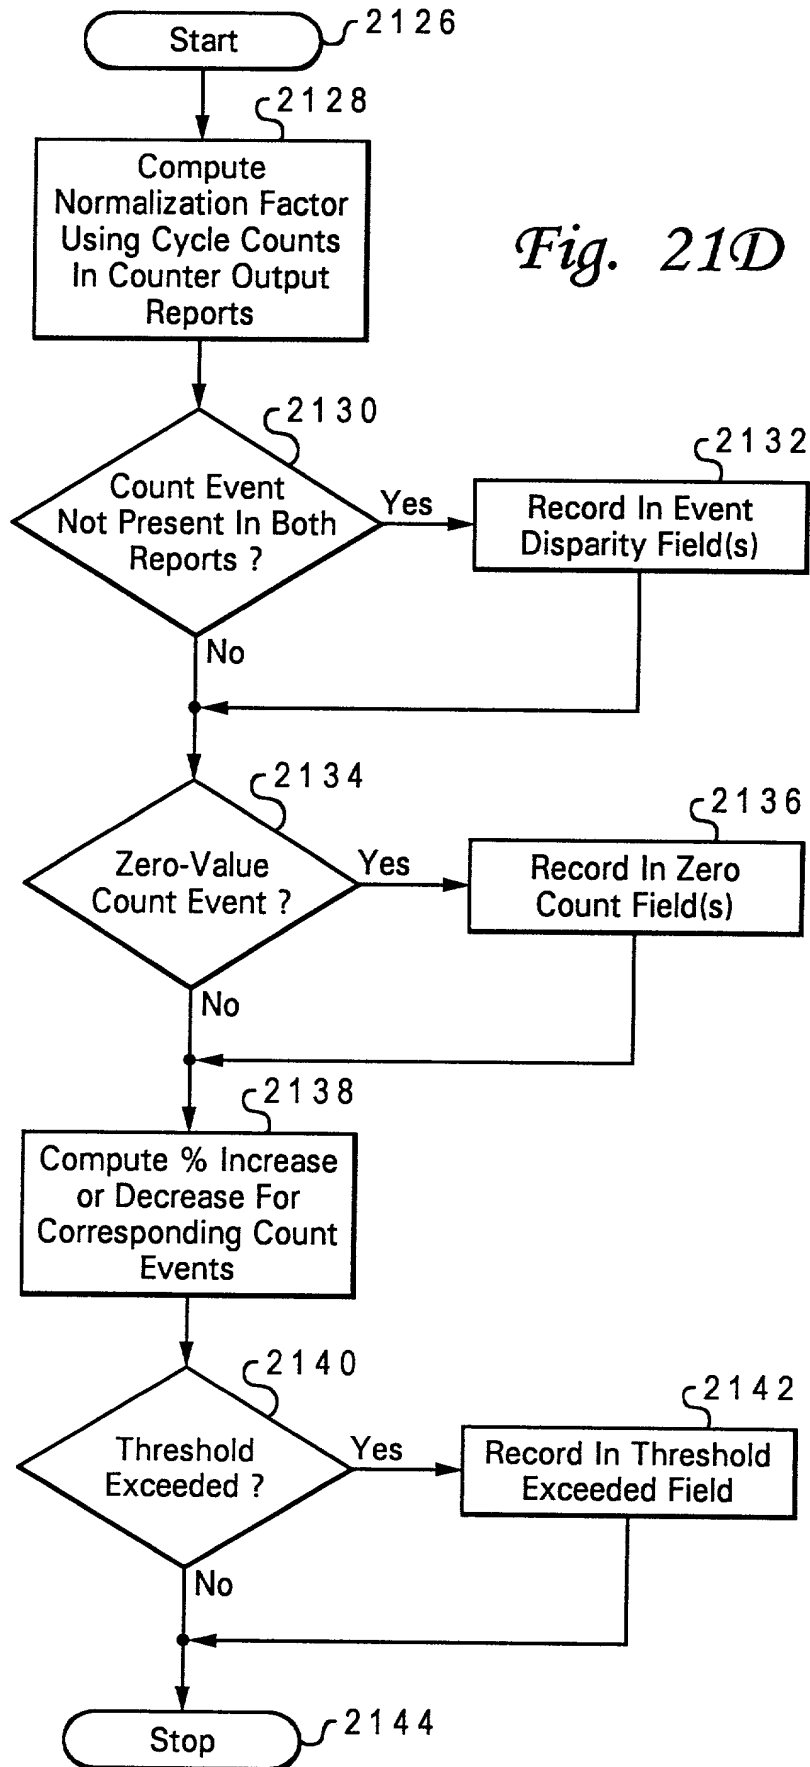 Start
2126
2128
Compute
Normalization Factor
Using Cycle Counts
In Counter Output
Reports
Fig. 21D
2130
Count Event
Not Present In Both
Reports ?
Yes
2132
Record In Event
Disparity Field(s)
No
2134
Zero-Value
Count Event ?
Yes
2136
Record In Zero
Count Field(s)
No
2138
Compute % Increase
or Decrease For
Corresponding Count
Events
2140
Threshold
Exceeded ?
Yes
2142
Record In Threshold
Exceeded Field
No
Stop
2144